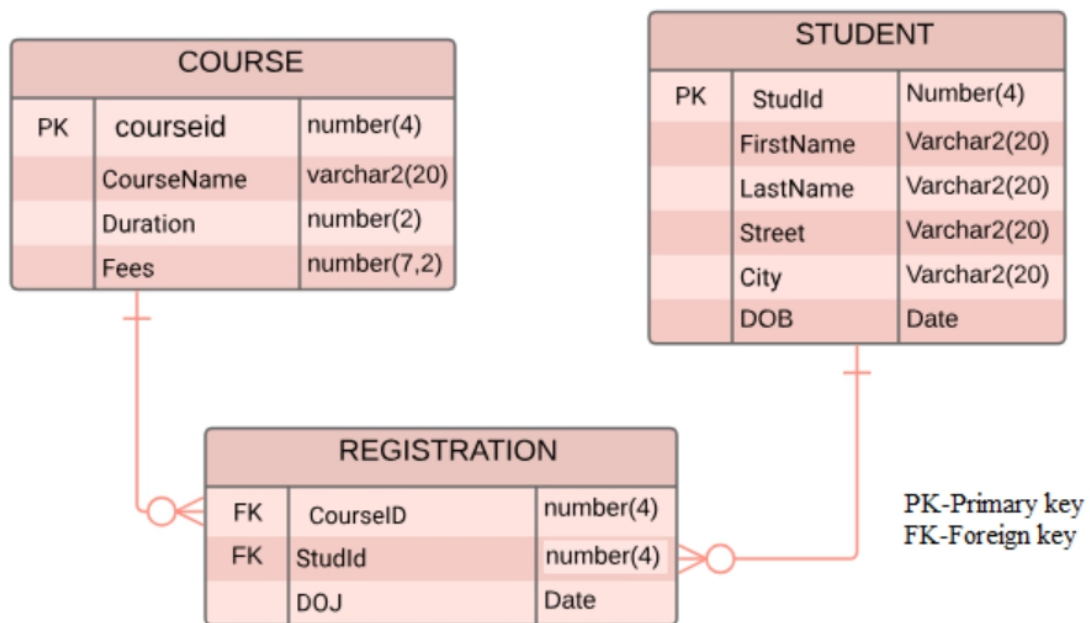 COURSE
PK courseid number(4)
CourseName varchar2(20)
Duration number(2)
Fees number(7,2)
STUDENT
PK StudId Number(4)
FirstName Varchar2(20)
LastName Varchar2(20)
Street Varchar2(20)
City Varchar2(20)
DOB Date
REGISTRATION
FK CourseID number(4)
FK StudId number(4)
DOJ Date
PK-Primary key
FK-Foreign key